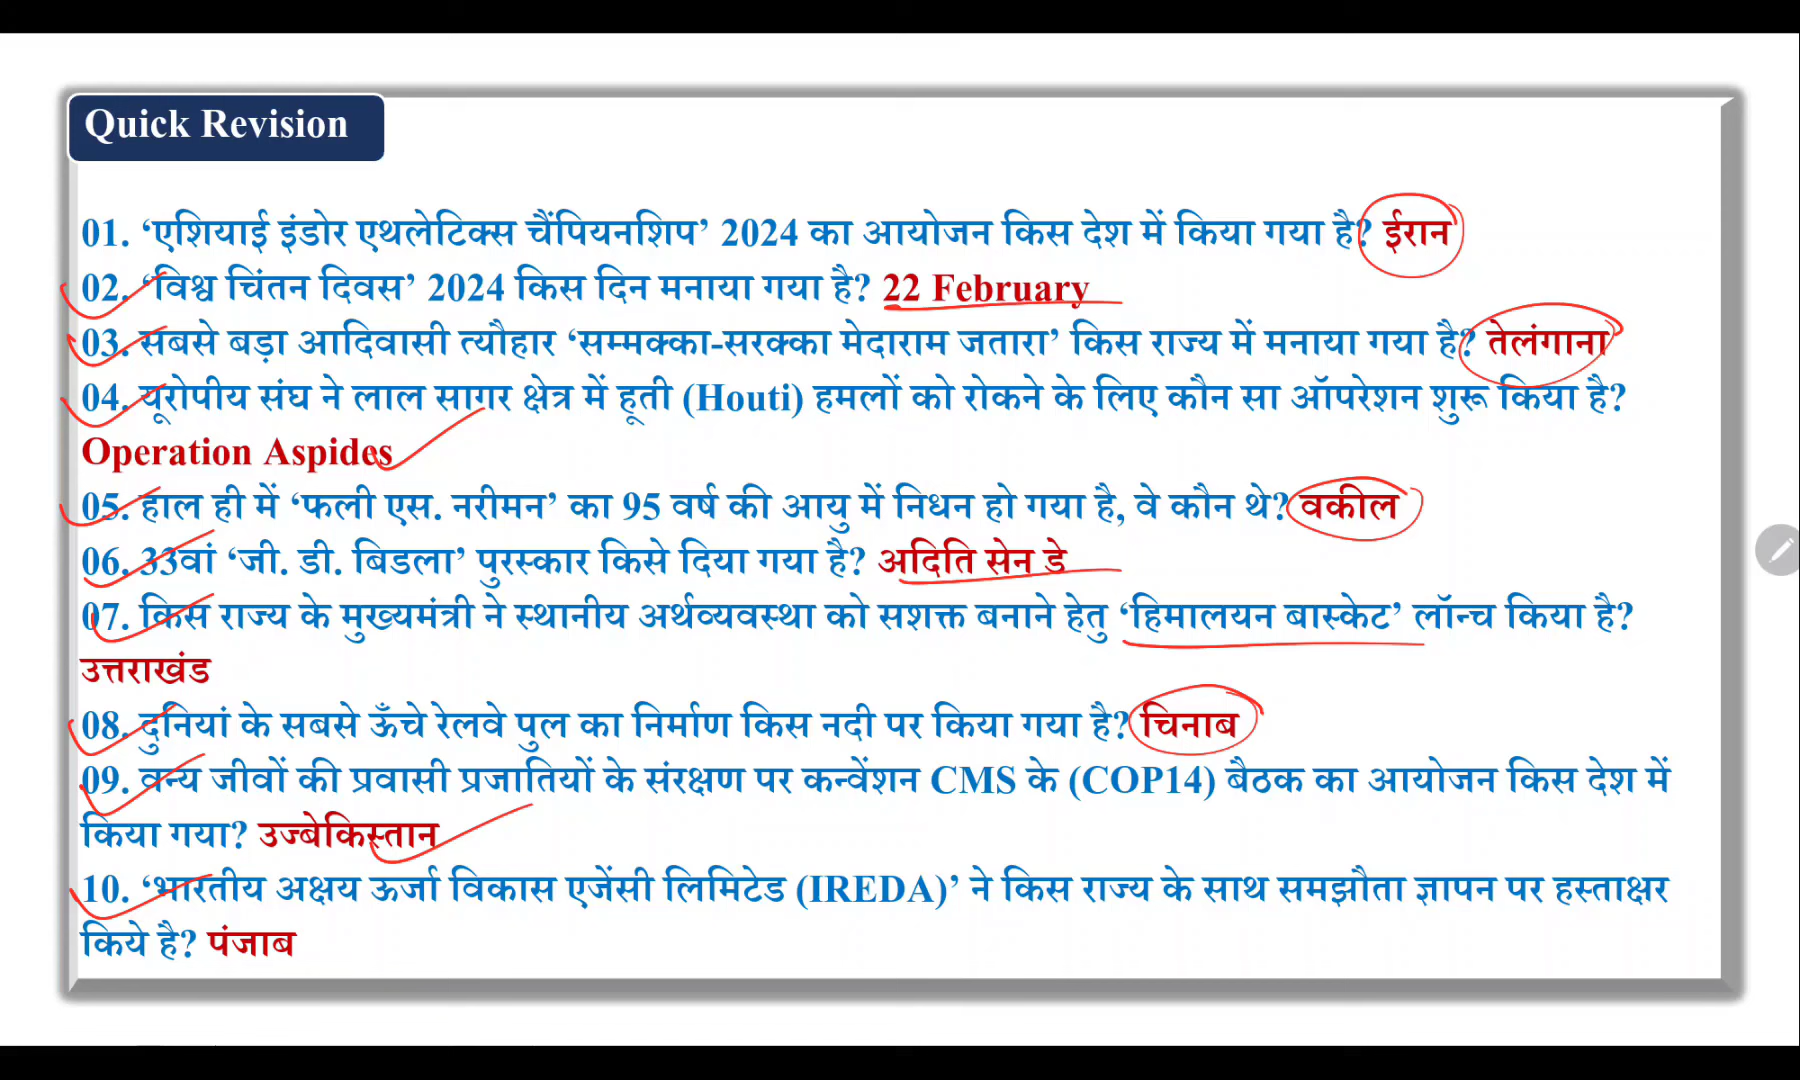 Quick Revision
01. ‘एशियाई इंडोर एथलेटिक्स चैंपियनशिप’ 2024 का आयोजन किस देश में किया गया है? ईरान
02. ‘विश्व चिंतन दिवस’ 2024 किस दिन मनाया गया है? 22 February
03. सबसे बड़ा आदिवासी त्यौहार ‘सम्मक्का-सरक्का मेदाराम जतारा’ किस राज्य में मनाया गया है? तेलंगाना
04. यूरोपीय संघ ने लाल सागर क्षेत्र में हूती (Houti) हमलों को रोकने के लिए कौन सा ऑपरेशन शुरू किया है?
Operation Aspides
05. हाल ही में ‘फली एस. नरीमन’ का 95 वर्ष की आयु में निधन हो गया है, वे कौन थे? वकील
06. 33वां ‘जी. डी. बिडला’ पुरस्कार किसे दिया गया है? अदिति सेन डे
07. किस राज्य के मुख्यमंत्री ने स्थानीय अर्थव्यवस्था को सशक्त बनाने हेतु ‘हिमालयन बास्केट’ लॉन्च किया है?
उत्तराखंड
08. दुनियां के सबसे ऊँचे रेलवे पुल का निर्माण किस नदी पर किया गया है? चिनाब
09. वन्य जीवों की प्रवासी प्रजातियों के संरक्षण पर कन्वेंशन CMS के (COP14) बैठक का आयोजन किस देश में
किया गया? उज्बेकिस्तान
10. ‘भारतीय अक्षय ऊर्जा विकास एजेंसी लिमिटेड (IREDA)’ ने किस राज्य के साथ समझौता ज्ञापन पर हस्ताक्षर
किये है? पंजाब